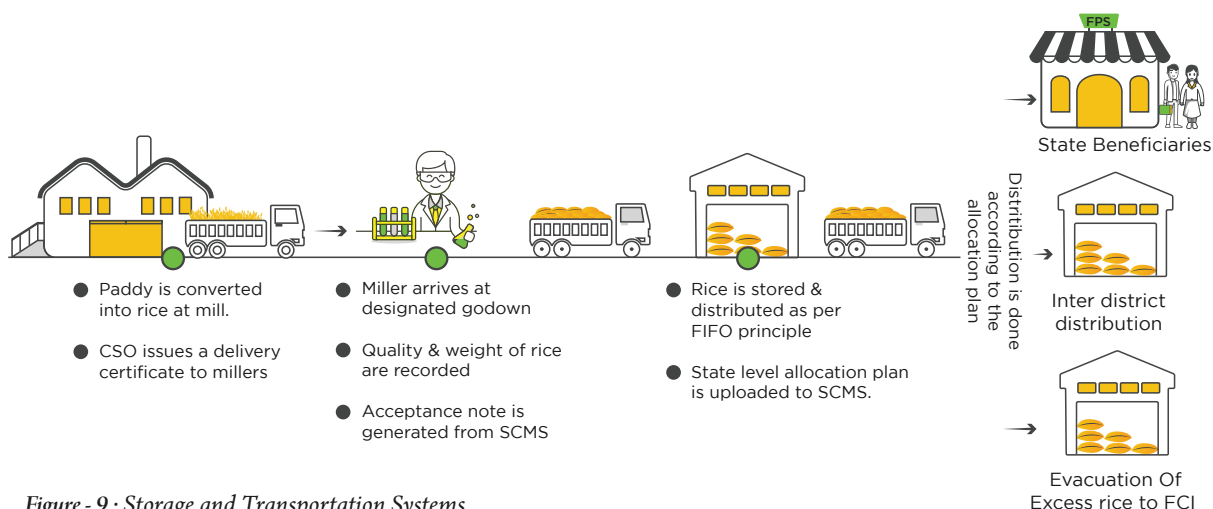 FPS
State Beneficiaries
Paddy is converted
into rice at mill.
CSO issues a delivery
certificate to millers
Miller arrives at
designated godown
Quality & weight of rice
are recorded
Acceptance note is
generated from SCMS
Rice is stored &
distributed as per
FIFO principle
State level allocation plan
is uploaded to SCMS.
Distribution is done
according to the
allocation plan
Inter district
distribution
Evacuation Of
Excess rice to FCI
Figure - 9 : Storage and Transportation Systems